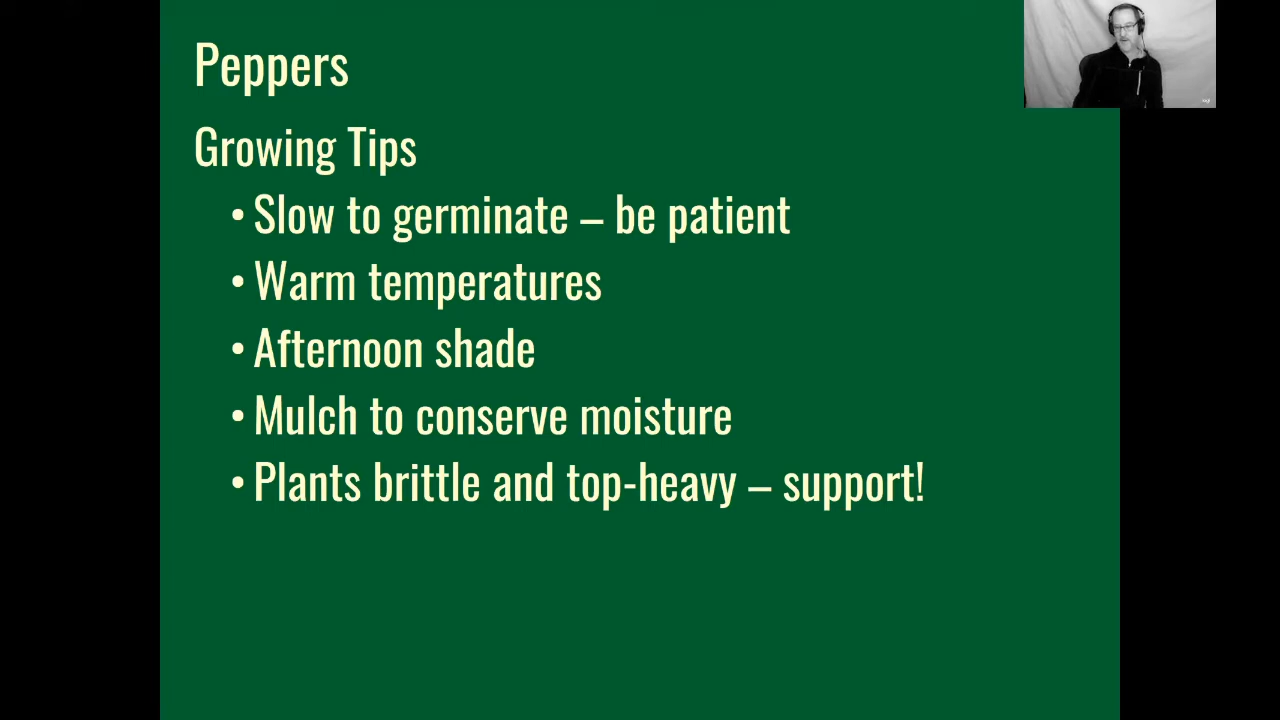 Peppers
Growing Tips
• Slow to germinate – be patient
• Warm temperatures
• Afternoon shade
• Mulch to conserve moisture
• Plants brittle and top-heavy – support!